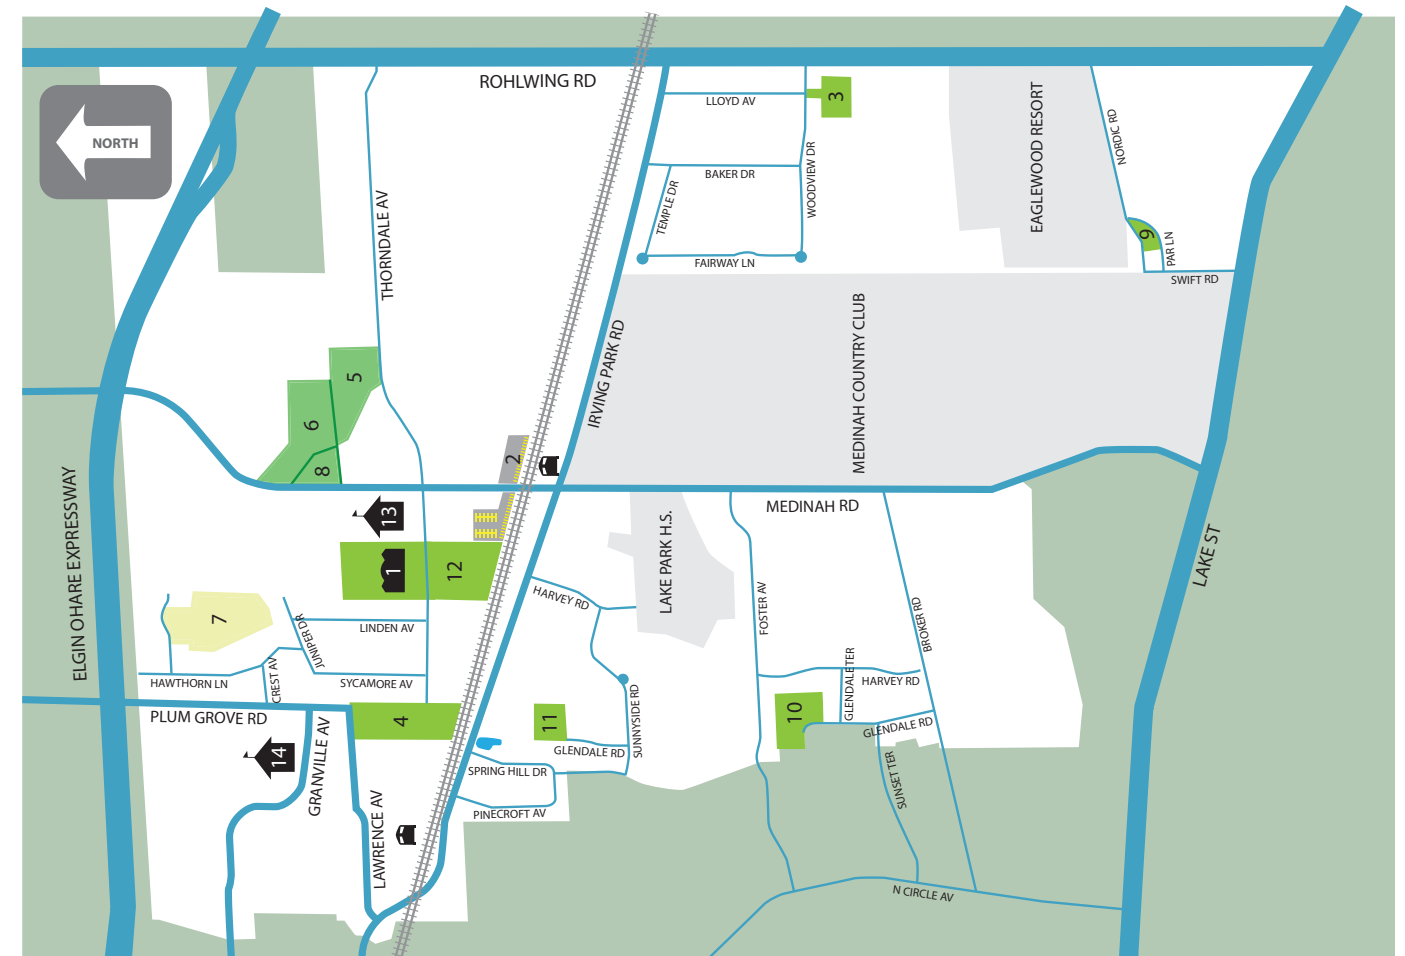 ROHLWING RD
LLOYD AV
3
NORTH
EAGLEWOOD RESORT
NORDIC RD
BAKER DR
WOODVIEW DR
TEMPLE DR
THORNDALE AV
FAIRWAY LN
9
PAR LN
SWIFT RD
IRVING PARK RD
MEDINAH COUNTRY CLUB
5
6
8
2
ELGIN OHARE EXPRESSWAY
13
MEDINAH RD
LAKE PARK H.S.
LAKE ST
1
12
HARVEY RD
FOSTER AV
BROKER RD
7
JUNIPER DR
LINDEN AV
HAWTHORN LN
CREST AV
SYCAMORE AV
GLENDALE TER
HARVEY RD
PLUM GROVE RD
4
11
SUNNYSIDE RD
10
GLENDALE RD
14
GRANVILLE AV
GLENDALE RD
SPRING HILL DR
SUNSET TER
LAWRENCE AV
PINECROFT AV
N CIRCLE AV